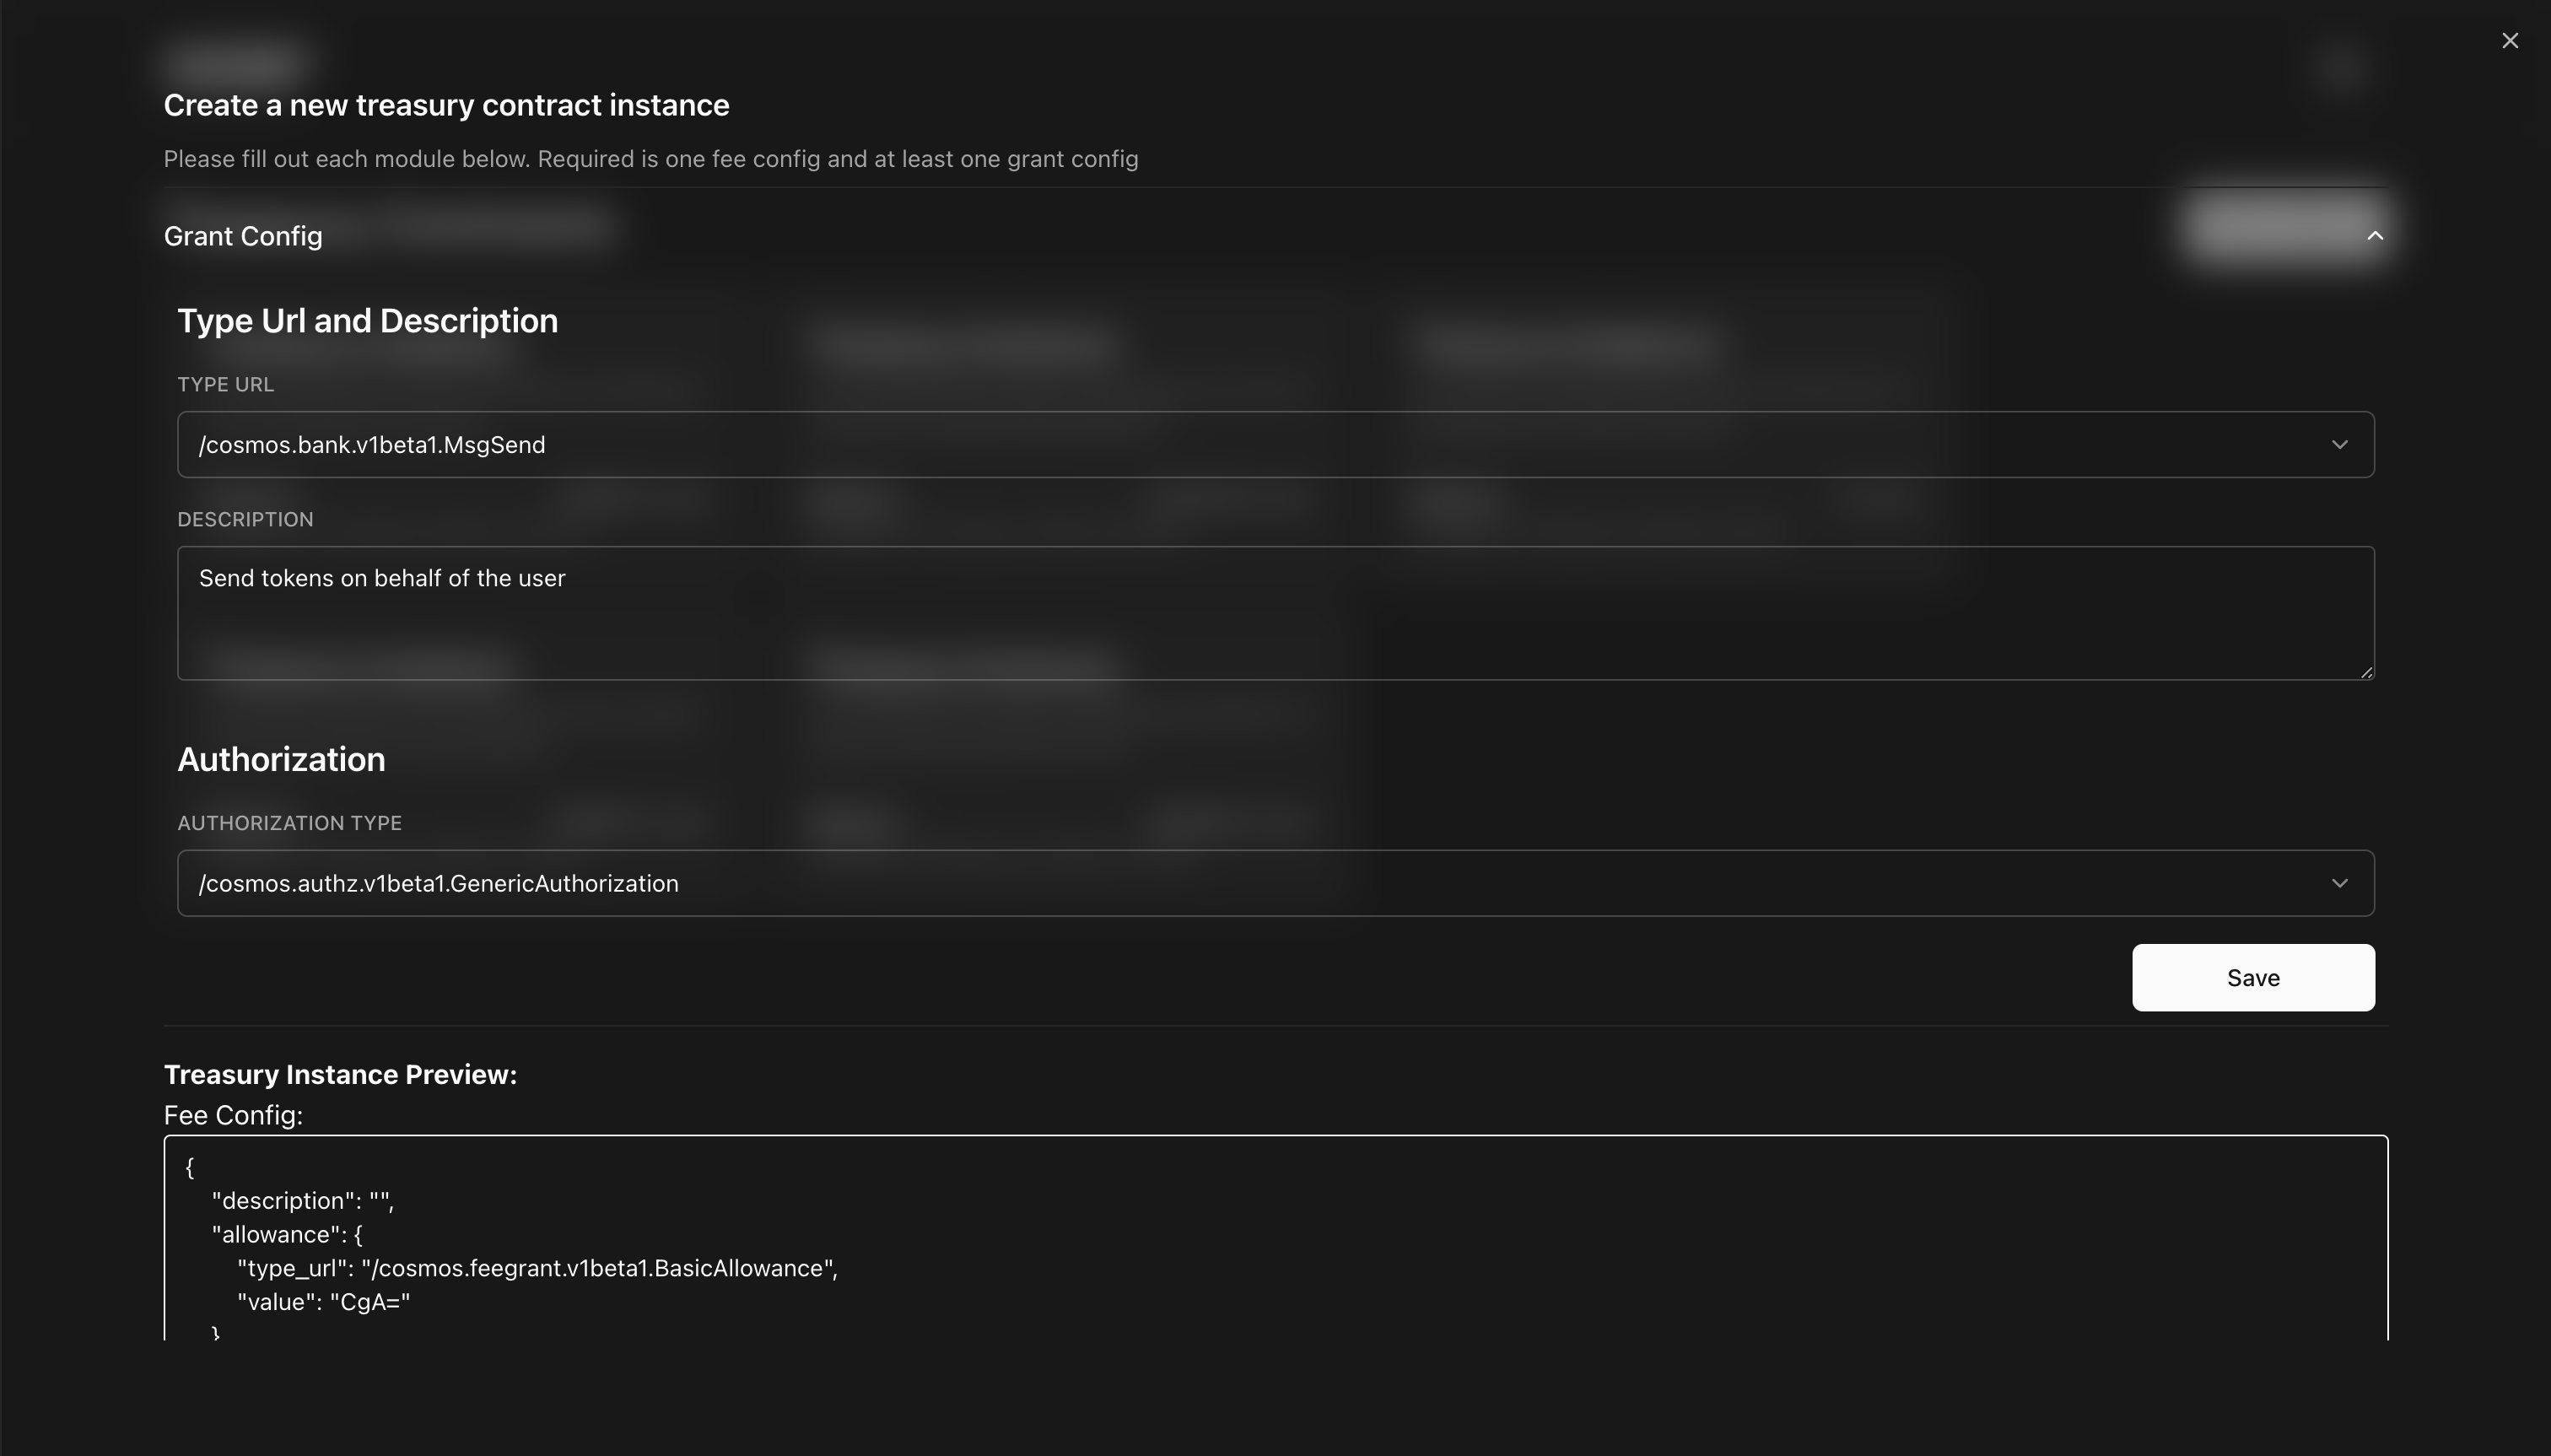 Create a new treasury contract instance
Please fill out each module below. Required is one fee config and at least one grant config
Grant Config
Type Url and Description
TYPE URL
/cosmos.bank.v1beta1.MsgSend
DESCRIPTION
Send tokens on behalf of the user
Authorization
AUTHORIZATION TYPE
/cosmos.authz.v1beta1.GenericAuthorization
Save
Treasury Instance Preview:
Fee Config:
{
"description": "",
"allowance": {
"type_url": "/cosmos.feegrant.v1beta1.BasicAllowance",
"value": "CgA="
}